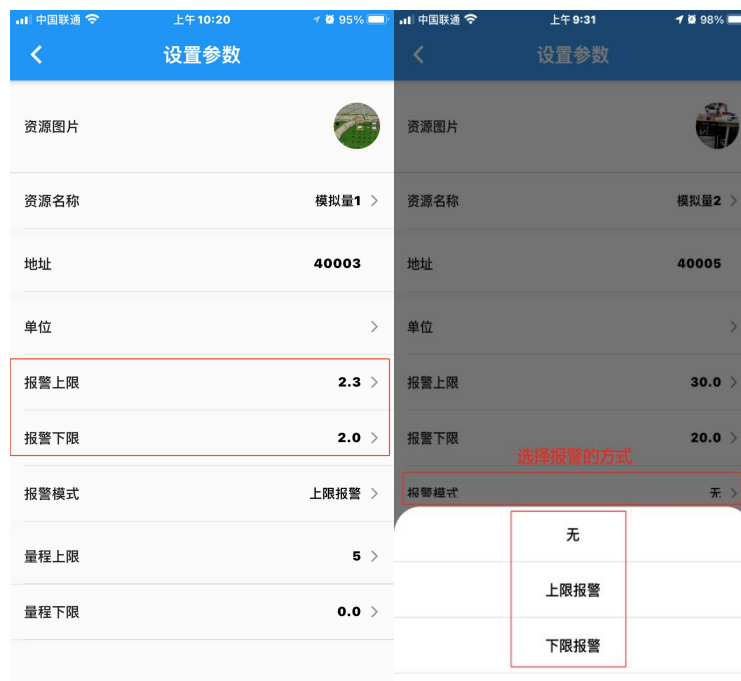 中国联通
上午10:20
95%
设置参数
资源图片
资源名称
模拟量1
地址
40003
单位
报警上限
2.3
报警下限
2.0
报警模式
上限报警
量程上限
5
量程下限
0.0
中国联通
上午9:31
98%
设置参数
资源图片
资源名称
模拟量2
地址
40005
单位
报警上限
30.0
报警下限
20.0
选择报警的方式
报警模式
无
无
上限报警
下限报警